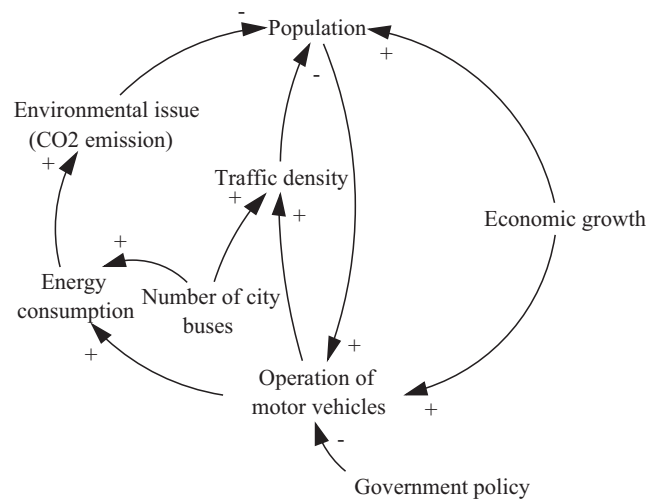 -
Population
+
-
Environmental issue
(CO2 emission)
+
Traffic density
+
+
Economic growth
+
Energy
consumption
Number of city
buses
+
+
Operation of
motor vehicles
+
-
Government policy